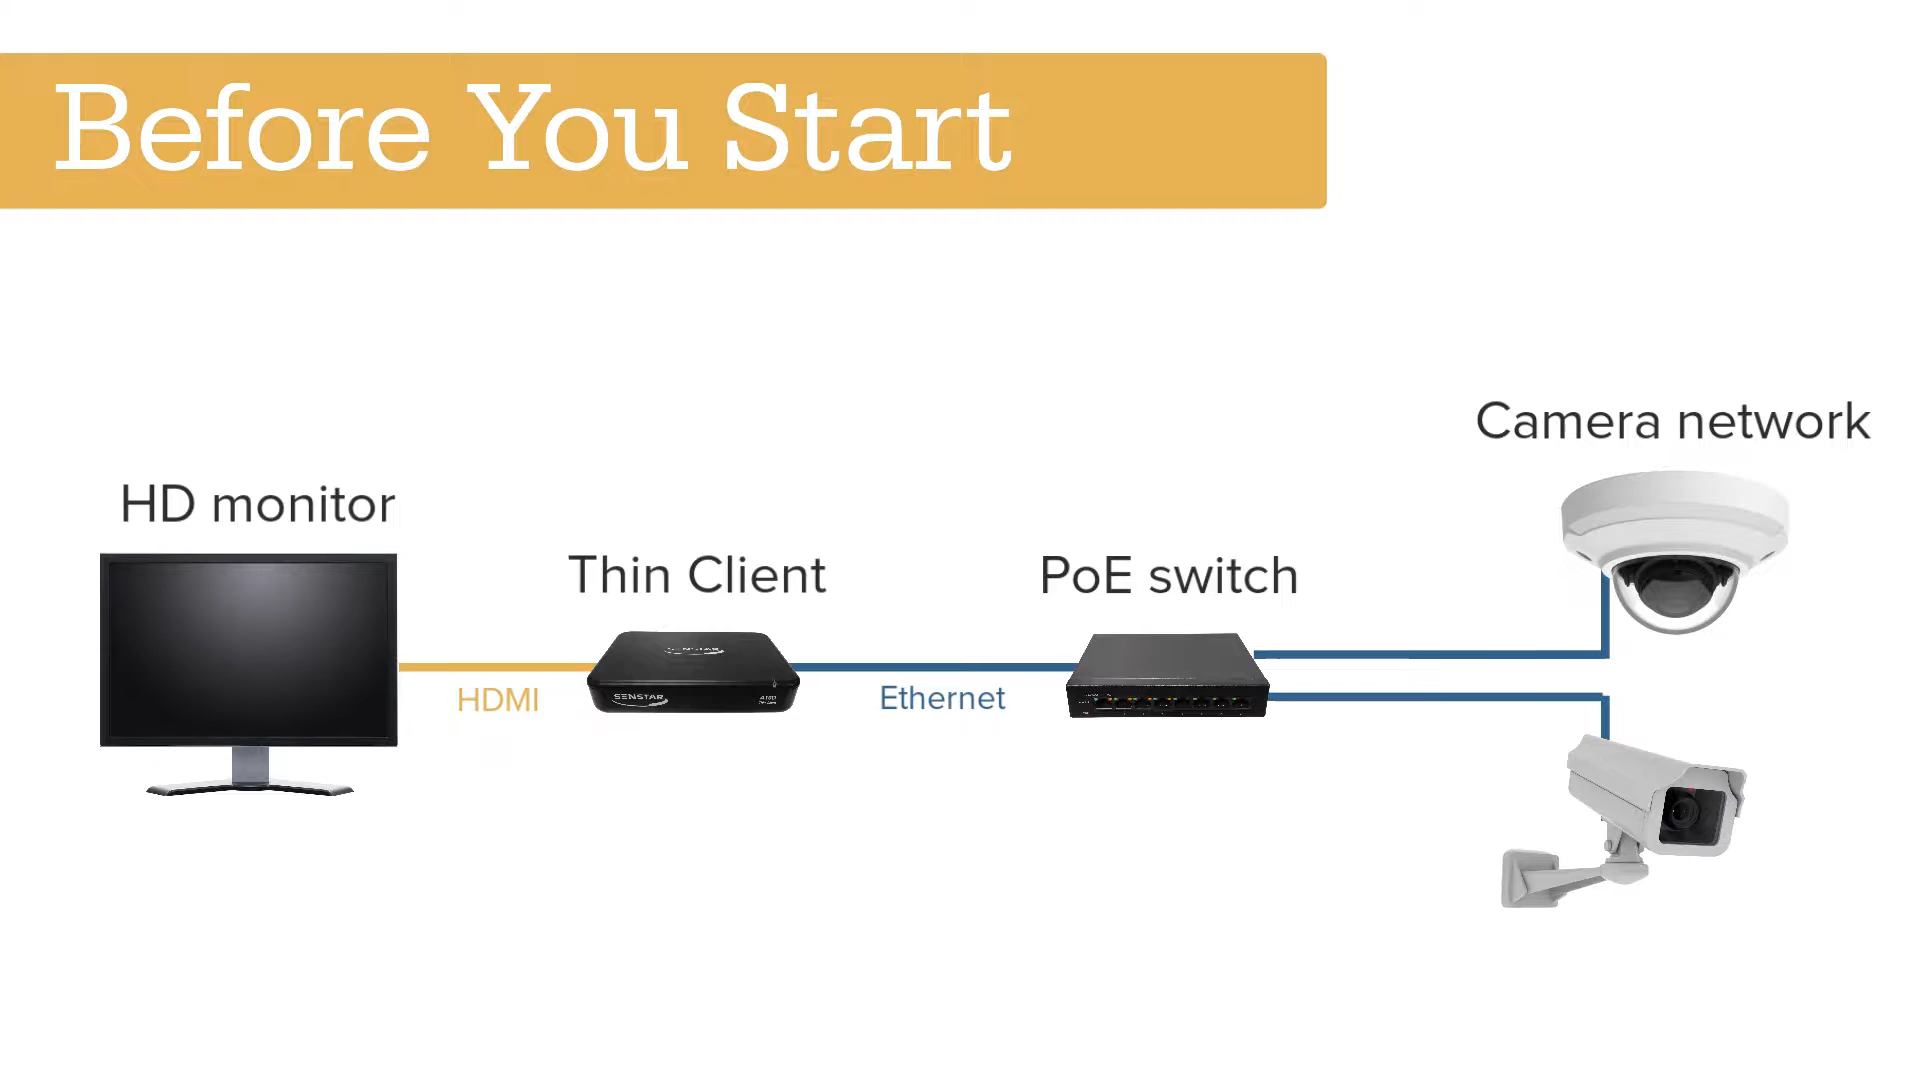 Before You Start
Camera network
HD monitor
Thin Client
PoE switch
SENSTAR
HDMI
Ethernet